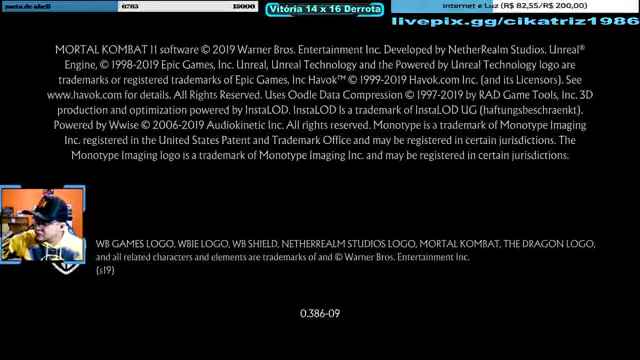 meta de abril 6783 15000
Vitória 14 x 16 Derrota
Internet e Luz (R$ 82,55/R$ 200,00)
livepix.gg/cikatriz1986
MORTAL KOMBAT 11 software © 2019 Warner Bros. Entertainment Inc. Developed by NetherRealm Studios. Unreal®
Engine, © 1998-2019 Epic Games, Inc. Unreal, Unreal Technology and the Powered by Unreal Technology logo are
trademarks or registered trademarks of Epic Games, Inc Havok™ © 1999-2019 Havok.com Inc. (and its Licensors). See
www.havok.com for details. All Rights Reserved. Uses Oodle Data Compression © 1997-2019 by RAD Game Tools, Inc. 3D
production and optimization powered by InstaLOD. InstaLOD Is a trademark of InstaLOD UG (haftungsbeschraenkt).
Powered by Wwise © 2006-2019 Audiokinetic Inc. All rights reserved. Monotype is a trademark of Monotype Imaging
Inc. registered in the United States Patent and Trademark Office and may be registered in certain jurisdictions. The
Monotype Imaging logo is a trademark of Monotype Imaging Inc. and may be registered in certain jurisdictions.
WB GAMES LOGO, WBIE LOGO, WB SHIELD, NETHERREALM STUDIOS LOGO, MORTAL KOMBAT, THE DRAGON LOGO,
and all related characters and elements are trademarks of and © Warner Bros. Entertainment Inc.
(s19)
0.386-09